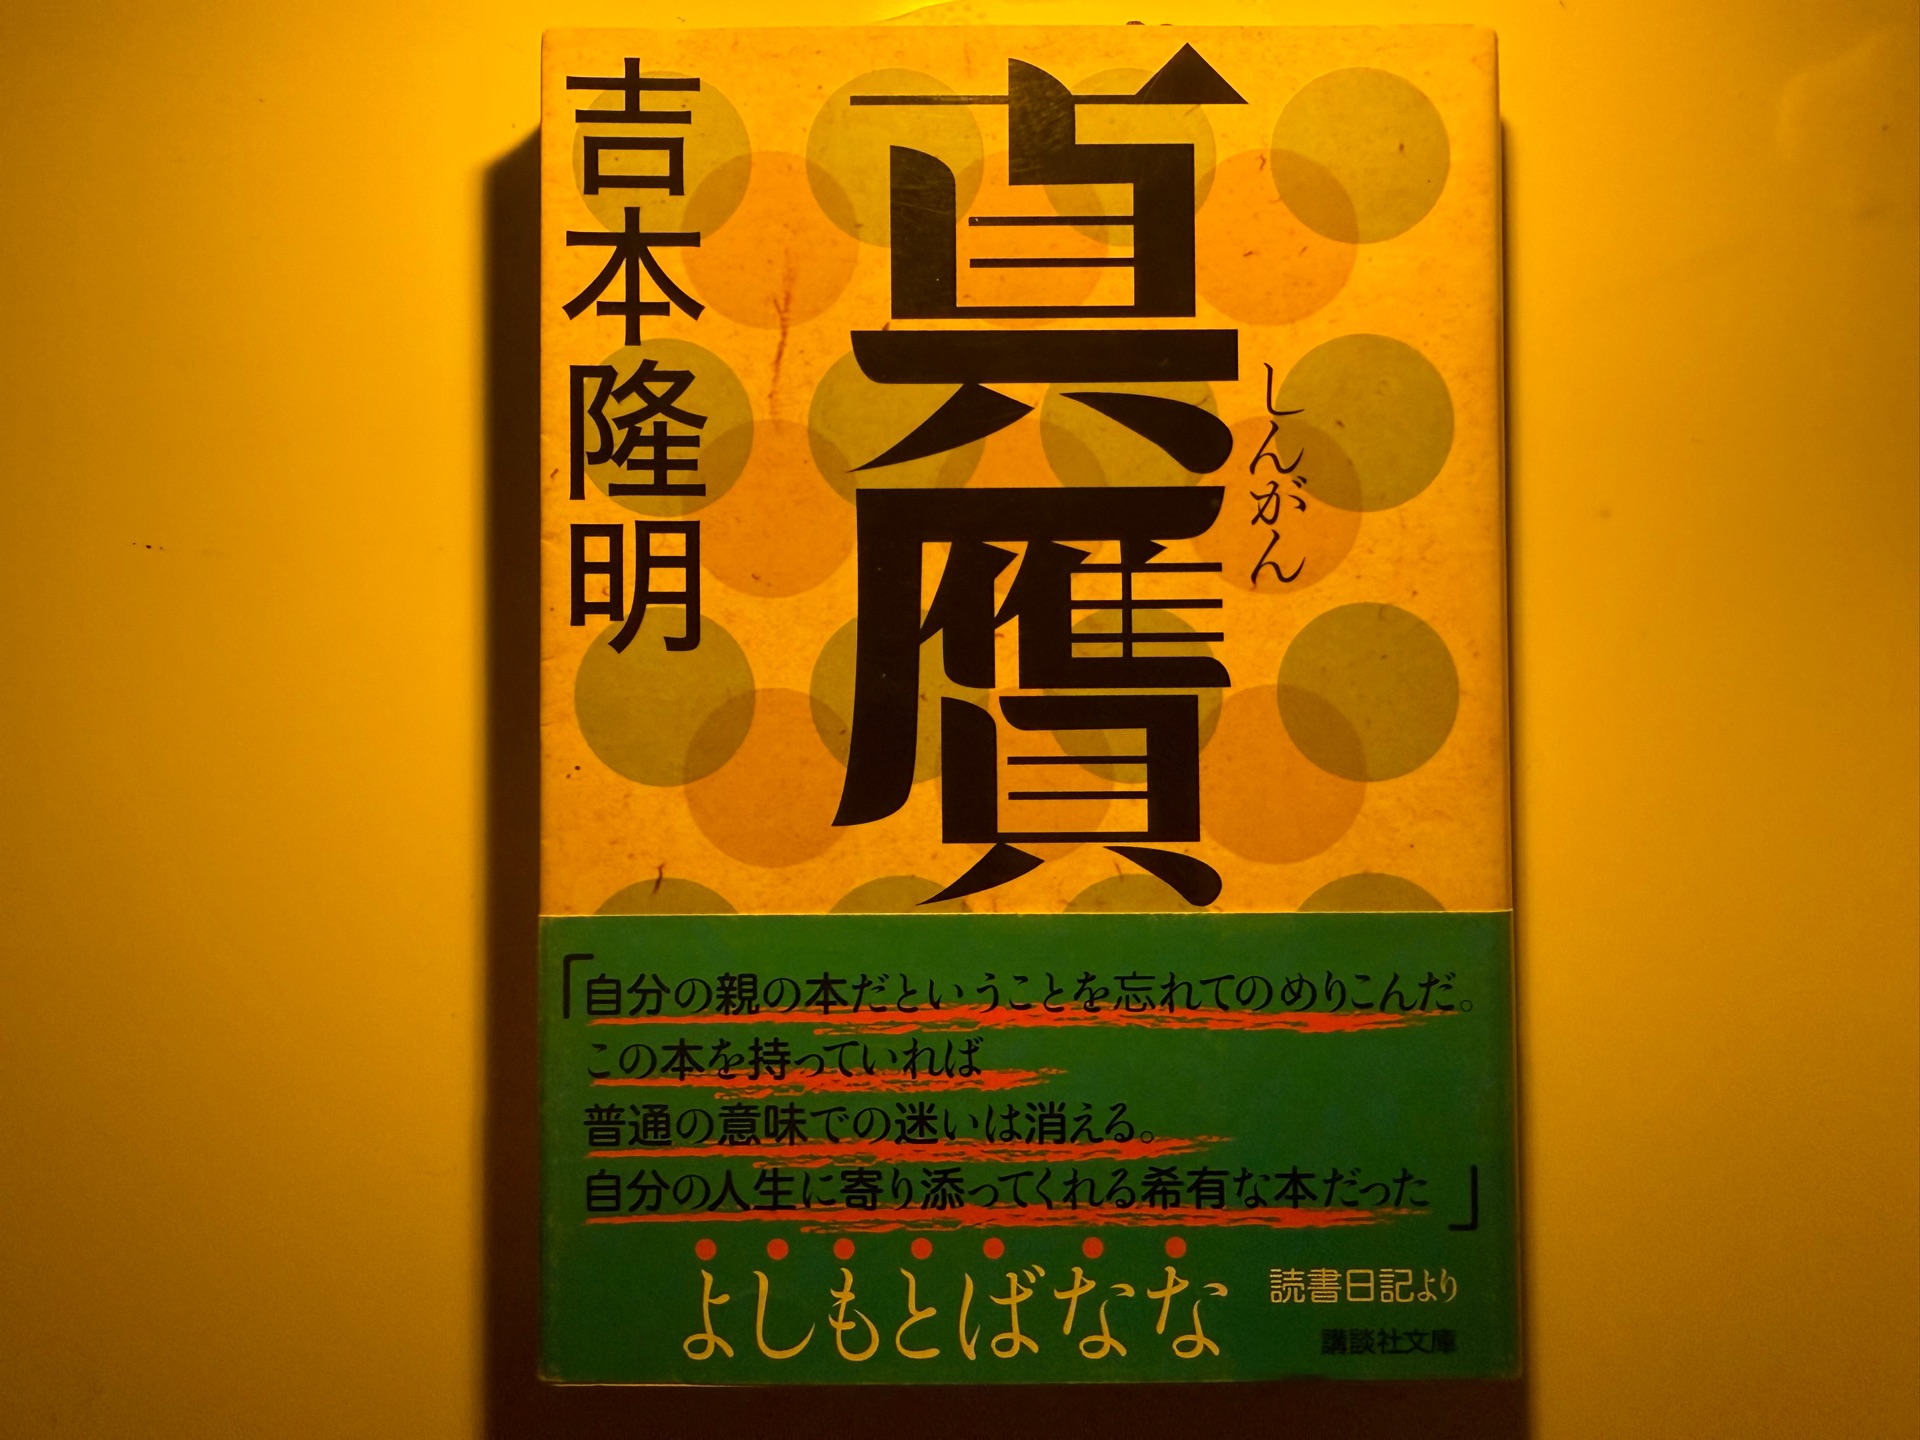 真贋
しんがん
吉本隆明
「自分の親の本だということを忘れてのめりこんだ。
この本を持っていれば
普通の意味での迷いは消える。
自分の人生に寄り添ってくれる希有な本だった」
よしもとばなな
読書日記より
講談社文庫